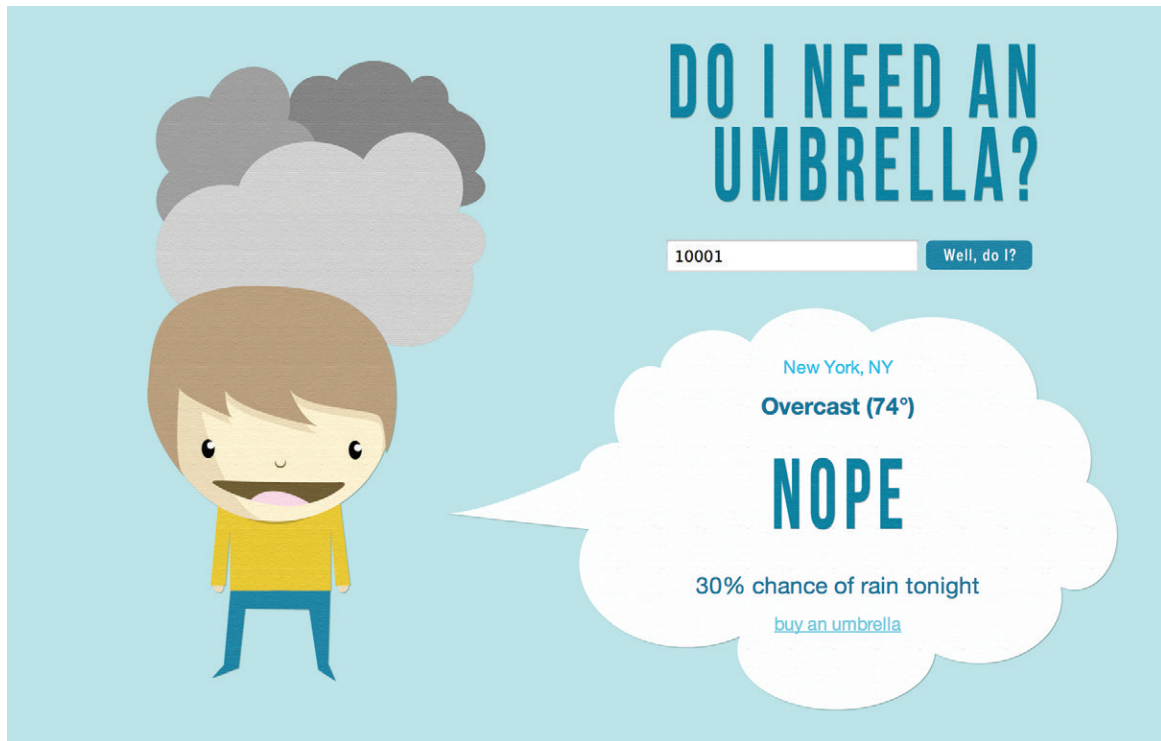 DO I NEED AN
UMBRELLA?
10001
Well, do I?
New York, NY
Overcast (74°)
NOPE
30% chance of rain tonight
buy an umbrella